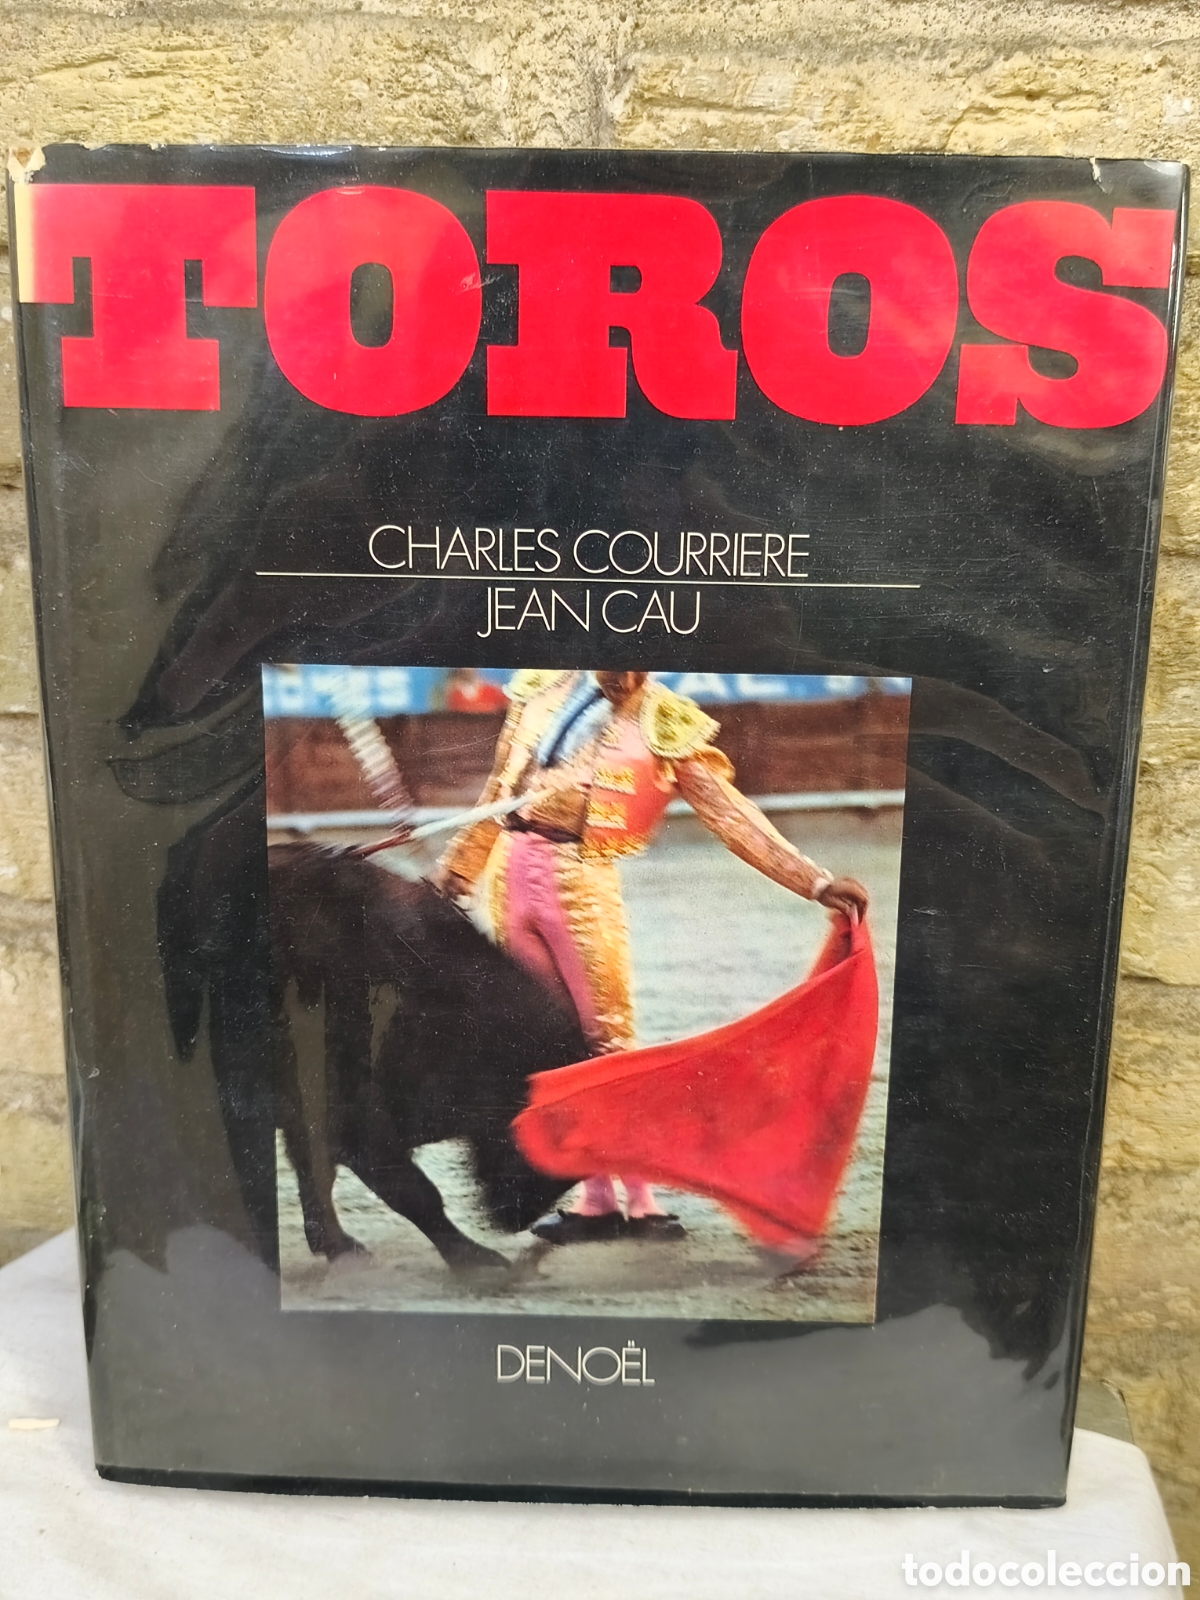 TOROS
CHARLES COURRIERE
JEAN CAU
DENOËL
todocoleccion